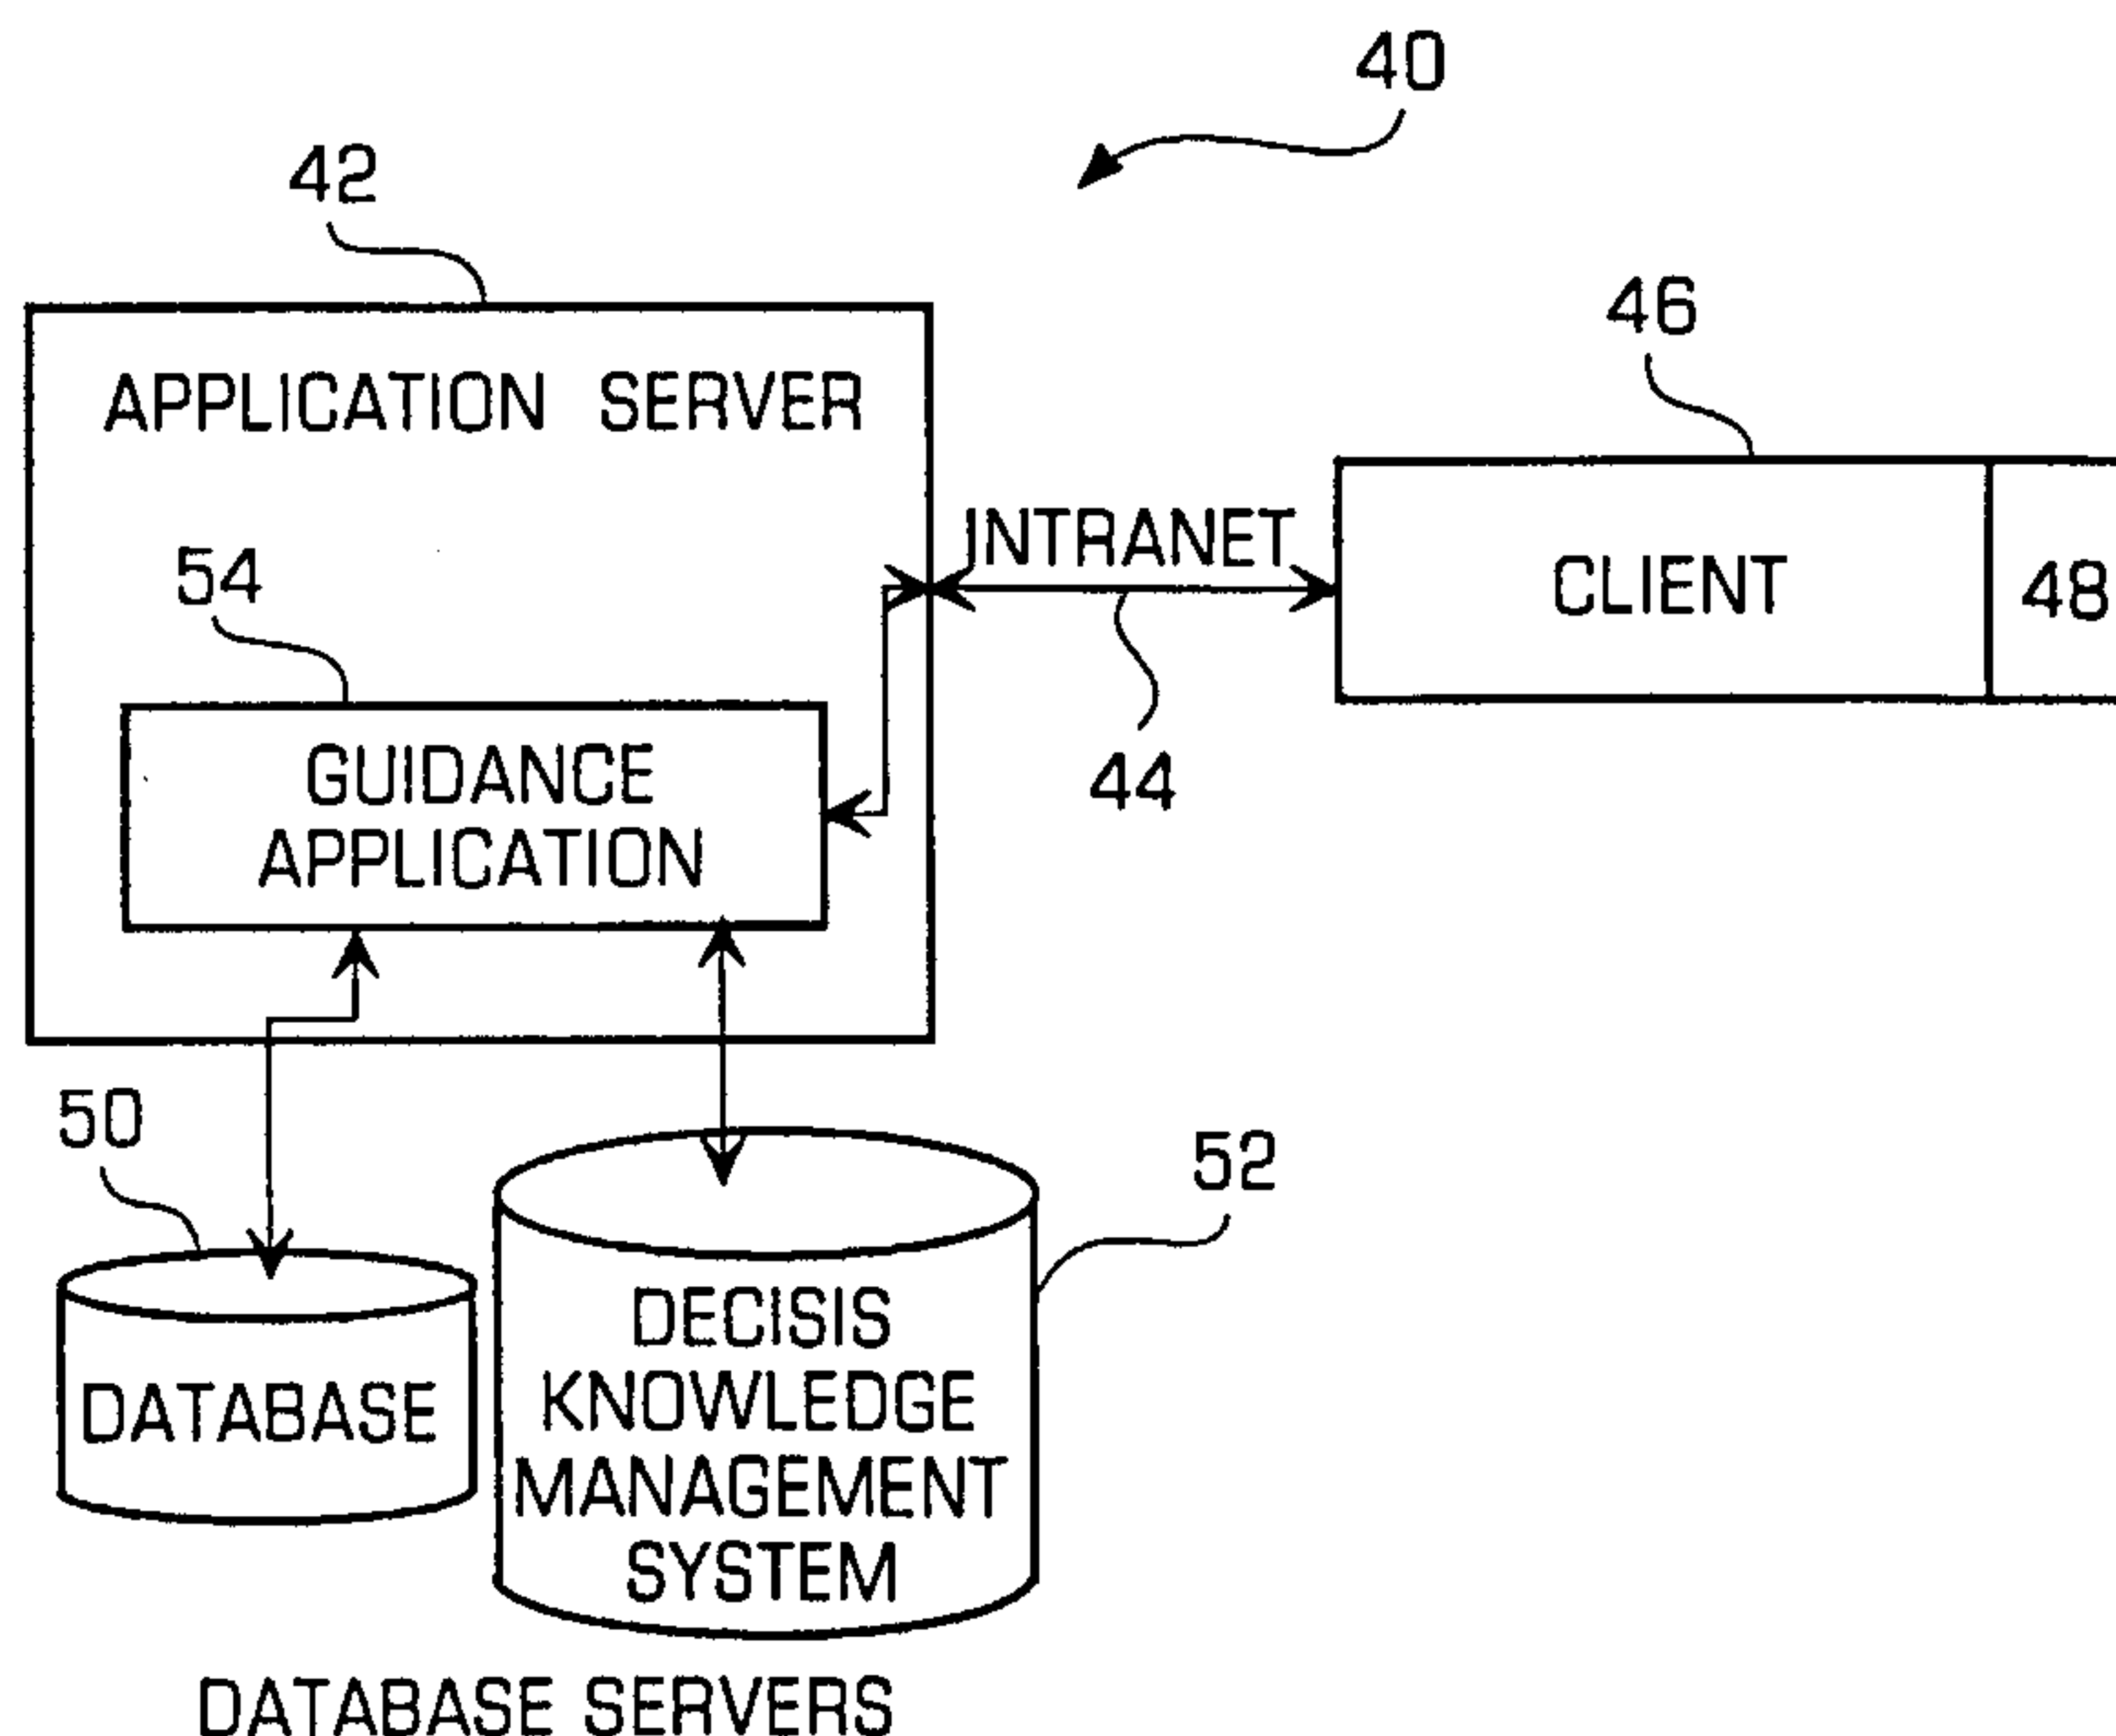 40
42
APPLICATION SERVER
46
INTRANET
CLIENT
48
54
44
GUIDANCE
APPLICATION
50
52
DATABASE
DECISIS
KNOWLEDGE
MANAGEMENT
SYSTEM
DATABASE SERVERS